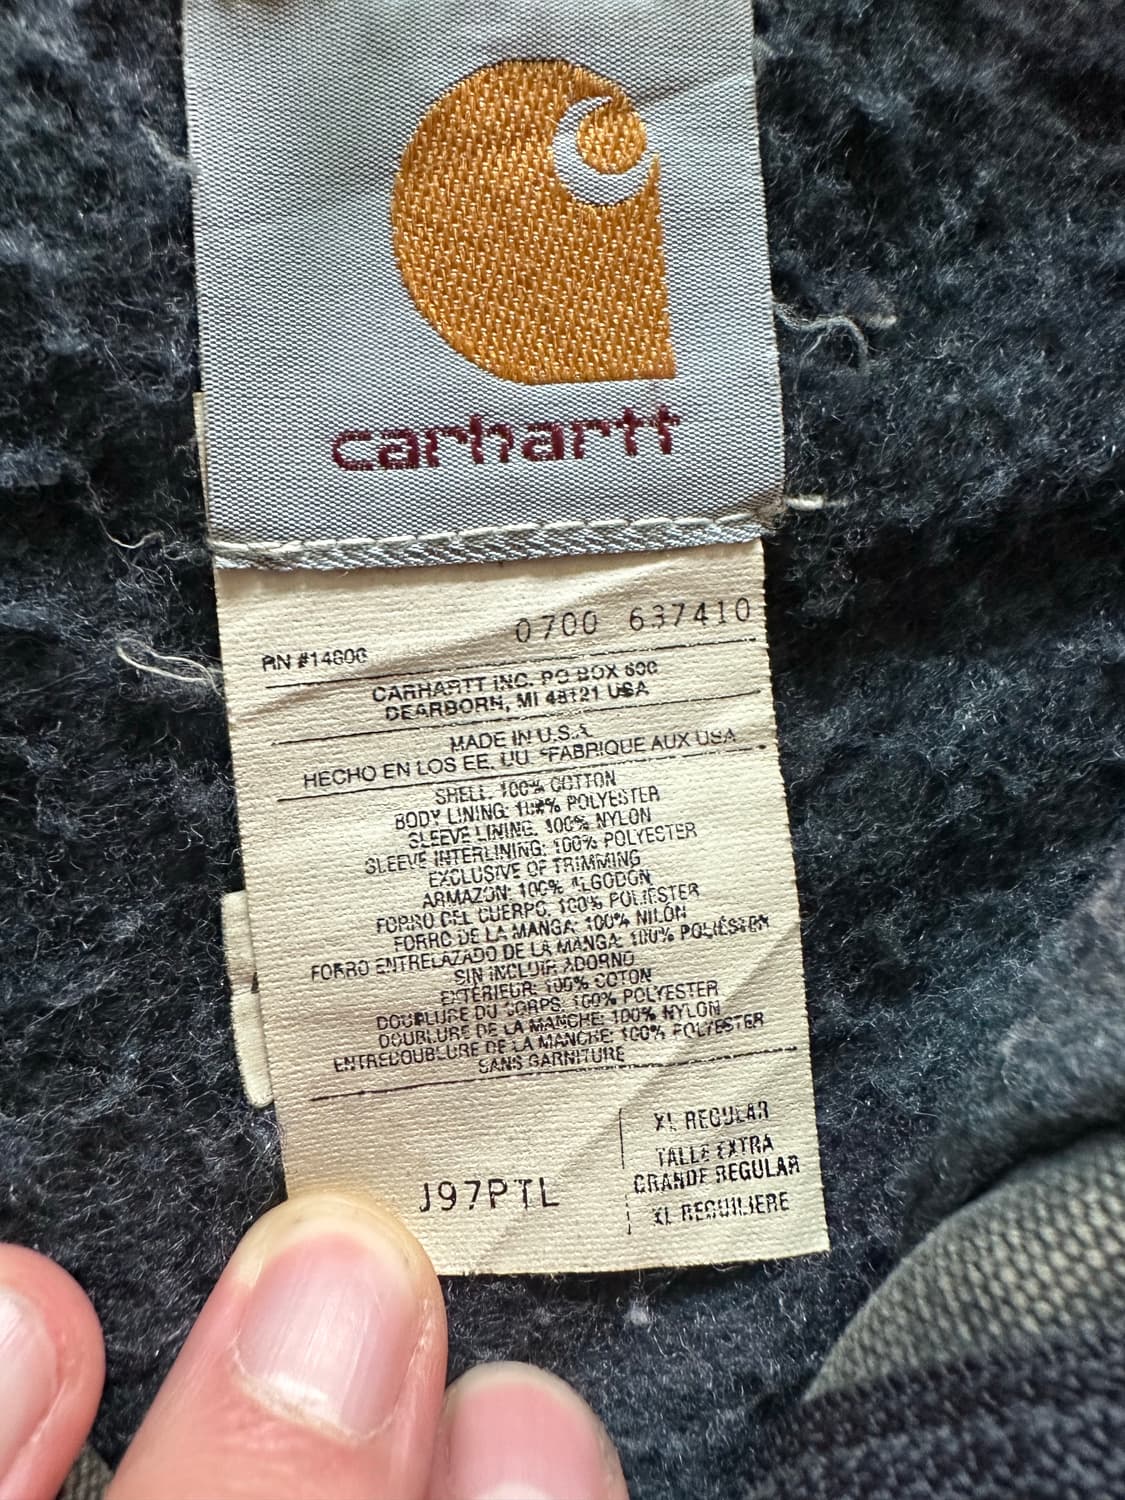 carhartt
0700 637410
RN #14806
CARHARTT INC. PO BOX 600
DEARBORN, MI 48121 USA
MADE IN U.S.A.
HECHO EN LOS EE. UU. FABRIQUE AUX USA
SHELL: 100% COTTON
BODY LINING: 100% POLYESTER
SLEEVE LINING: 100% NYLON
SLEEVE INTERLINING: 100% POLYESTER
EXCLUSIVE OF TRIMMING
ARMAZON: 100% ALGODON
FORRO DEL CUERPO: 100% POLIESTER
FORRO DE LA MANGA: 100% NILON
FORRO ENTRELAZADO DE LA MANGA: 100% POLIESTER
SIN INCLUIR ADORNO
EXTERIEUR: 100% COTON
DOUBLURE DU CORPS: 100% POLYESTER
DOUBLURE DE LA MANCHE: 100% NYLON
ENTREDOUBLURE DE LA MANCHE: 100% POLYESTER
SANS GARNITURE
J97PTL
XL REGULAR
TALLE EXTRA
GRANDE REGULAR
XL REGUILIERE